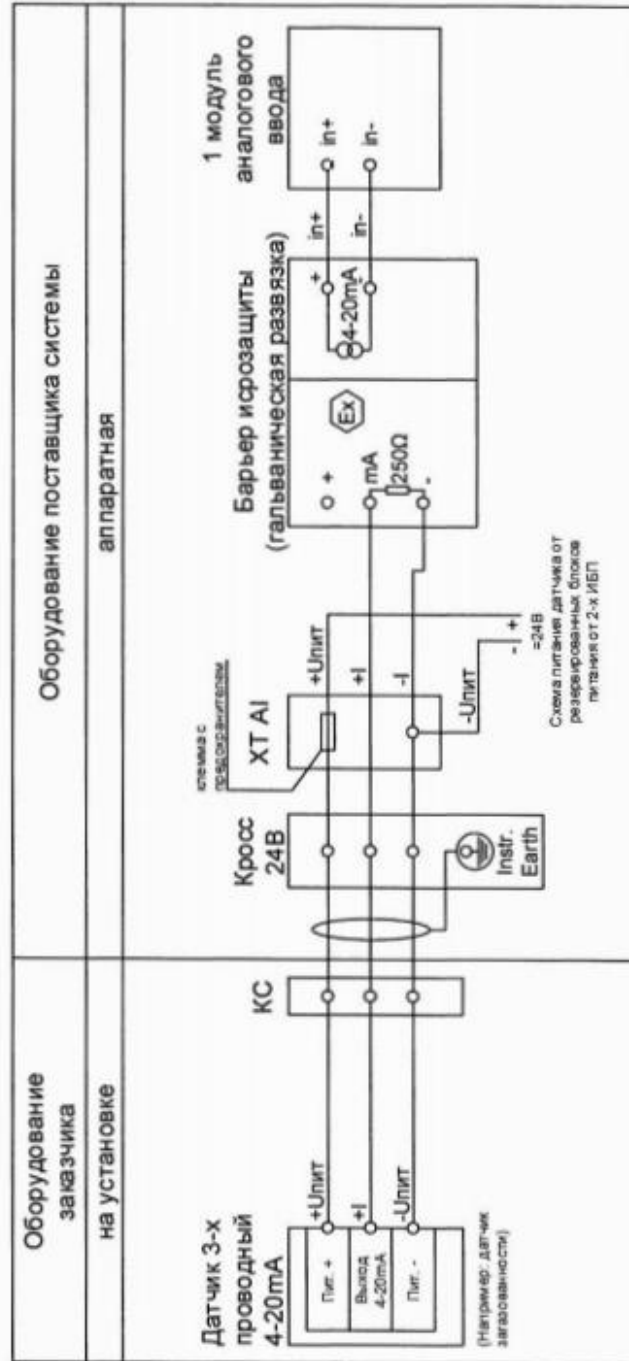 Оборудование
заказчика
на установке
Оборудование поставщика системы
аппаратная
Датчик 3-х
проводный
4-20mA
Пит. +
Выход
4-20mA
Пит. -
(Например: датчик
загазованности)
+Uпит
+I
-Uпит
КС
Кросс
24В
Instr.
Earth
клемма с
предохранителем
XT AI
+Uпит
+I
-I
-Uпит
- +
=24В
Схема питания датчика от
резервированных блоков
питания от 2-х ИБП
Барьер исрозащиты
(гальваническая развязка)
+
mA
250Ω
-
Ex
+
4-20mA
-
in+
in-
1 модуль
аналогового
ввода
in+
in-